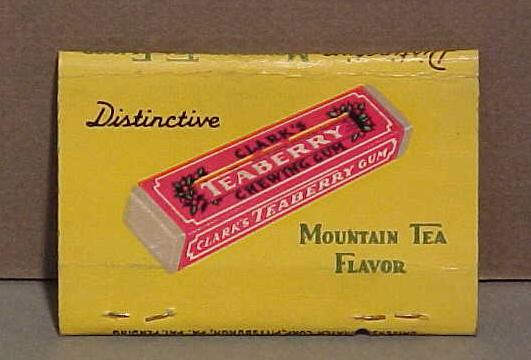 Distinctive
CLARK'S
TEABERRY
CHEWING GUM
CLARK'S TEABERRY GUM
MOUNTAIN TEA
FLAVOR